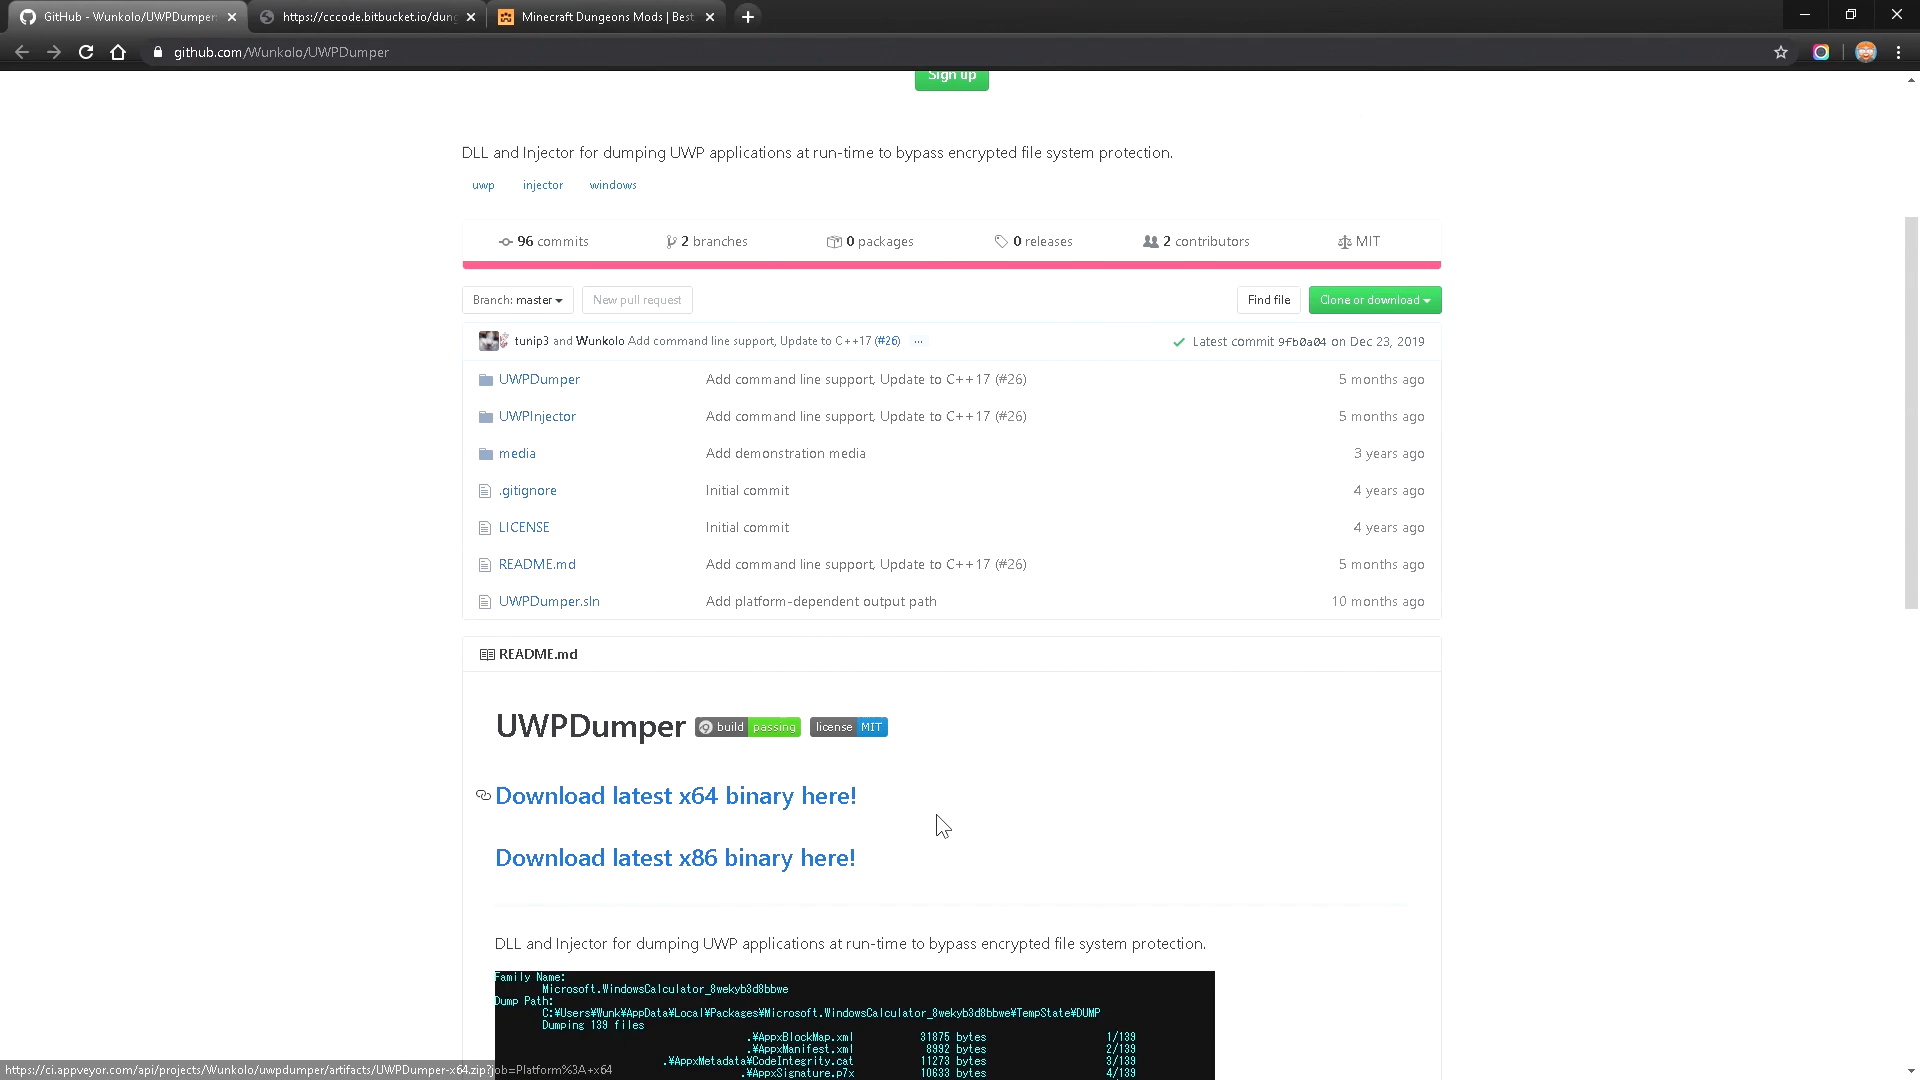 GitHub - Wunkolo/UWPDumper:
https://cccode.bitbucket.io/dung
Minecraft Dungeons Mods | Best
github.com/Wunkolo/UWPDumper
Sign up
DLL and Injector for dumping UWP applications at run-time to bypass encrypted file system protection.
uwp injector windows
96 commits 2 branches 0 packages 0 releases 2 contributors MIT
Branch: master New pull request Find file Clone or download
tunip3 and Wunkolo Add command line support, Update to C++17 (#26) ... Latest commit 9fb0a04 on Dec 23, 2019
UWPDumper Add command line support, Update to C++17 (#26) 5 months ago
UWPInjector Add command line support, Update to C++17 (#26) 5 months ago
media Add demonstration media 3 years ago
.gitignore Initial commit 4 years ago
LICENSE Initial commit 4 years ago
README.md Add command line support, Update to C++17 (#26) 5 months ago
UWPDumper.sln Add platform-dependent output path 10 months ago
README.md
UWPDumper build passing license MIT
Download latest x64 binary here!
Download latest x86 binary here!
DLL and Injector for dumping UWP applications at run-time to bypass encrypted file system protection.
Family Name:
Microsoft.WindowsCalculator_8wekyb3d8bbwe
Dump Path:
C:¥Users¥Wunk¥AppData¥Local¥Packages¥Microsoft.WindowsCalculator_8wekyb3d8bbwe¥TempState¥DUMP
Dumping 139 files
.¥AppxBlockMap.xml 31875 bytes 1/139
.¥AppxManifest.xml 8992 bytes 2/139
.¥AppxMetadata¥CodeIntegrity.cat 11273 bytes 3/139
.¥AppxSignature.p7x 10633 bytes 4/139
https://ci.appveyor.com/api/projects/Wunkolo/uwpdumper/artifacts/UWPDumper-x64.zip?job=Platform%3A+x64